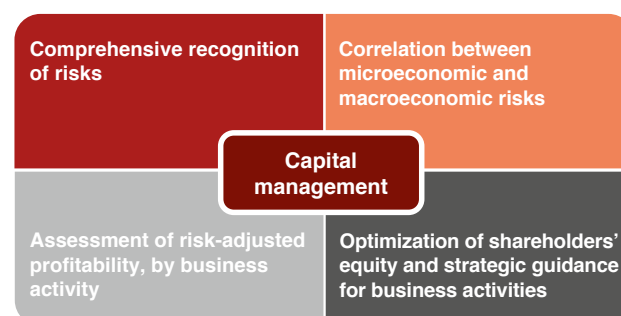 Comprehensive recognition
of risks
Correlation between
microeconomic and
macroeconomic risks
Capital
management
Assessment of risk-adjusted
profitability, by business
activity
Optimization of shareholders’
equity and strategic guidance
for business activities